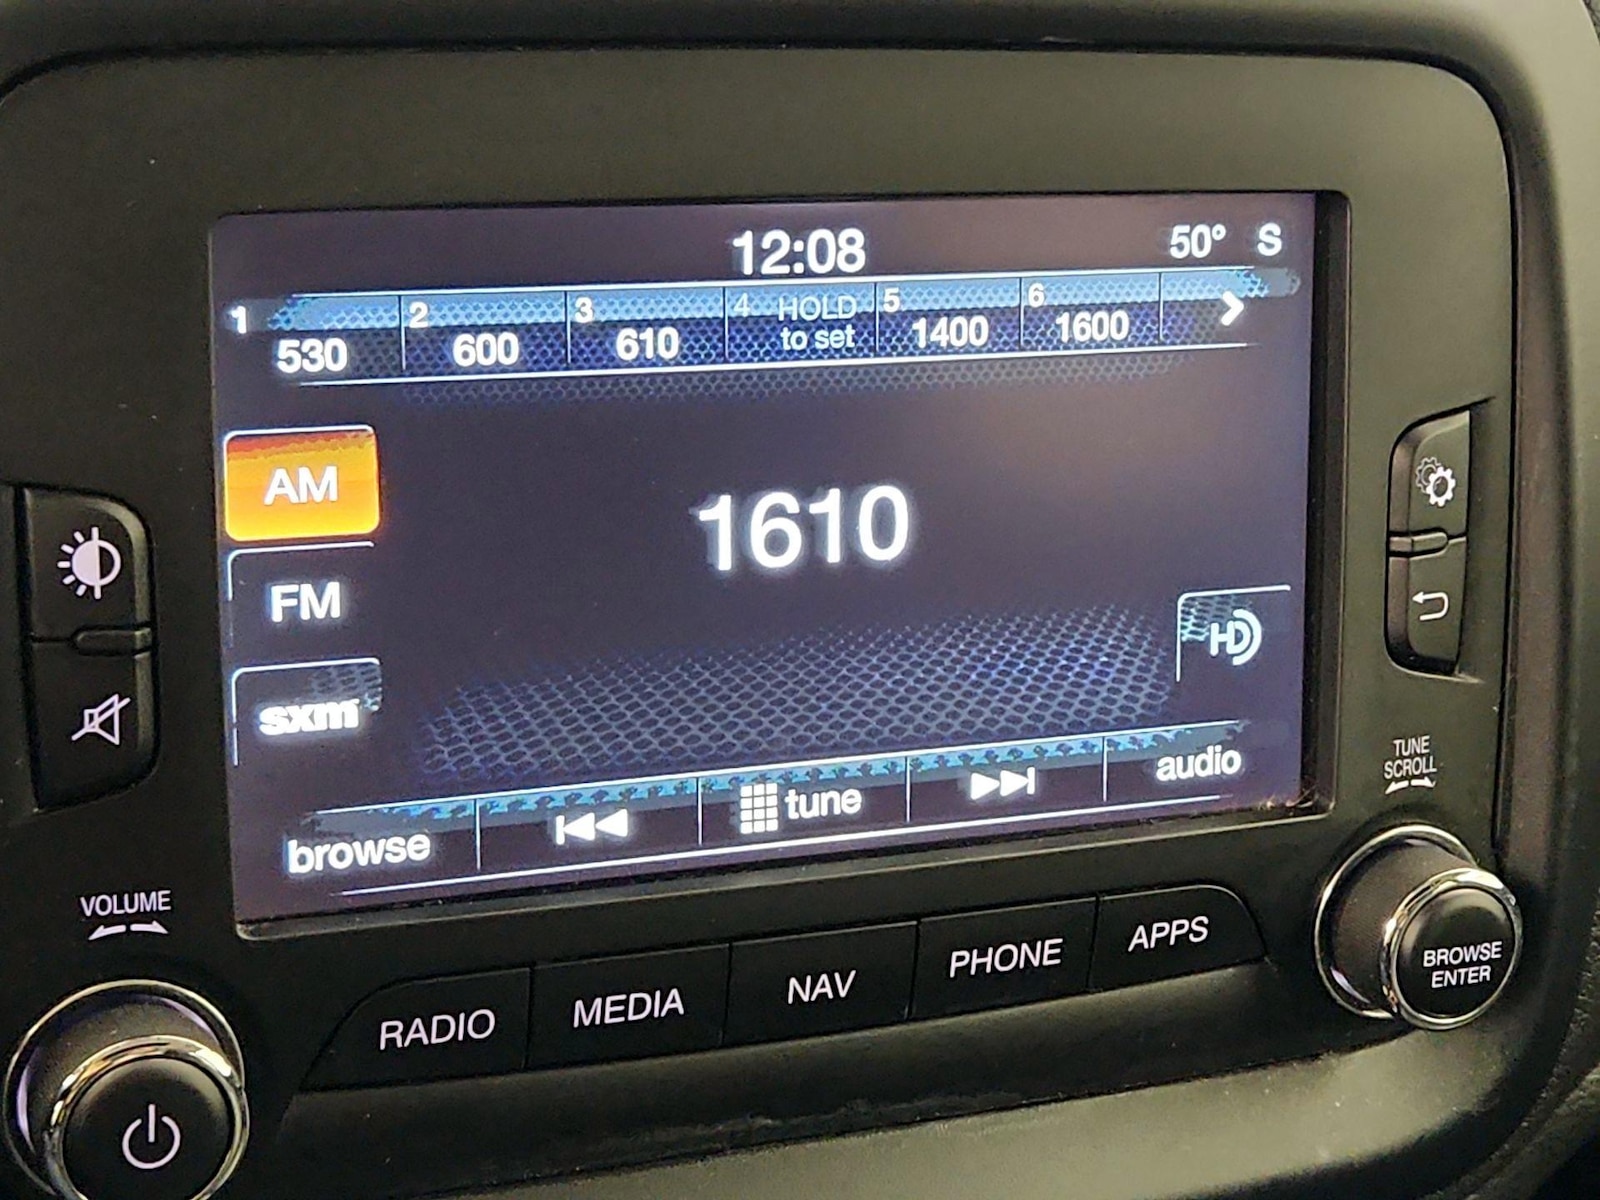 12:08
50° S
1 530
2 600
3 610
4 HOLD to set
5 1400
6 1600
AM
1610
FM
HD
sxm
browse
tune
audio
TUNE
SCROLL
VOLUME
RADIO
MEDIA
NAV
PHONE
APPS
BROWSE
ENTER